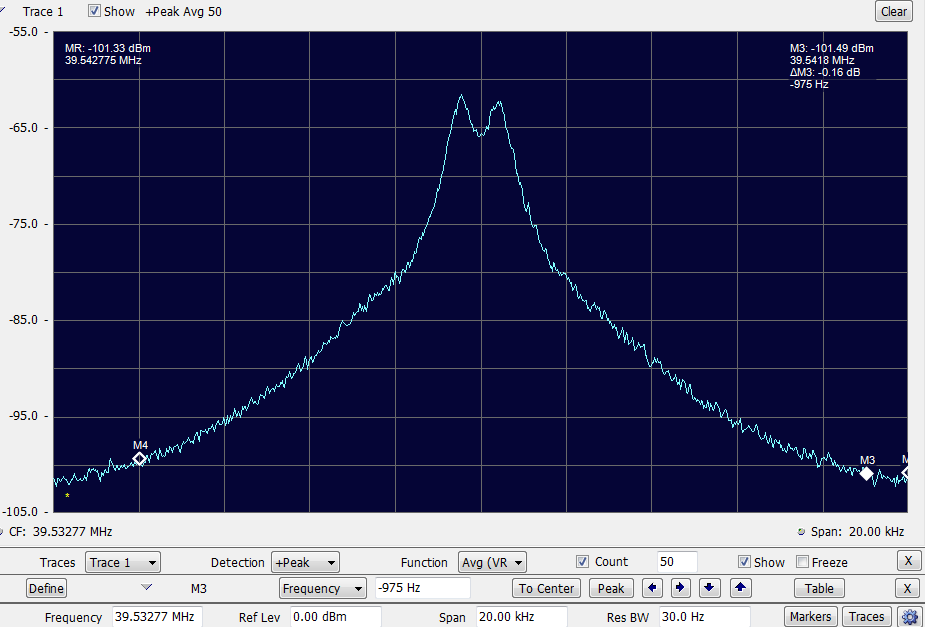 Trace 1 Show +Peak Avg 50 Clear
-55.0
MR: -101.33 dBm
39.542775 MHz
M3: -101.49 dBm
39.5418 MHz
ΔM3: -0.16 dB
-975 Hz
-65.0
-75.0
-85.0
-95.0
M4
M3
M
*
-105.0
CF: 39.53277 MHz Span: 20.00 kHz
Traces Trace 1 Detection +Peak Function Avg (VR Count 50 Show Freeze X
Define M3 Frequency -975 Hz To Center Peak Table X
Frequency 39.53277 MHz Ref Lev 0.00 dBm Span 20.00 kHz Res BW 30.0 Hz Markers Traces